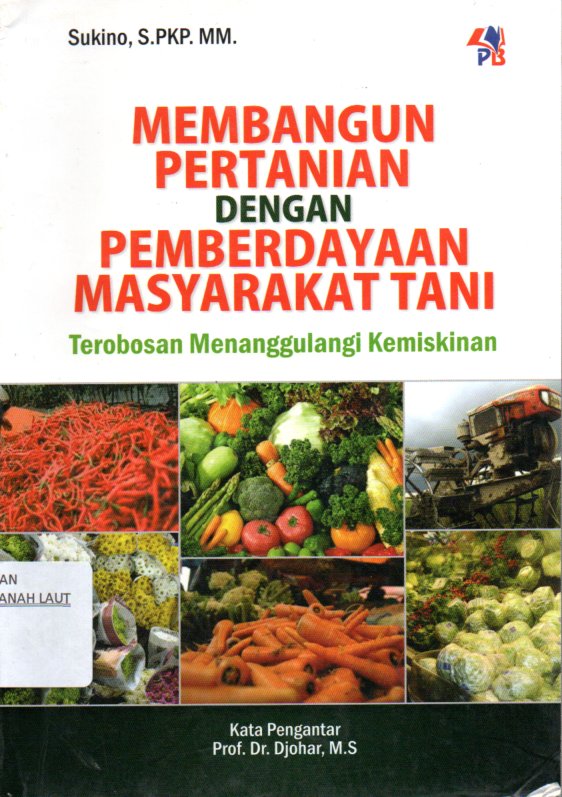 Sukino, S.PKP. MM.
PB
MEMBANGUN
PERTANIAN
DENGAN
PEMBERDAYAAN
MASYARAKAT TANI
Terobosan Menanggulangi Kemiskinan
AN
ANAH LAUT
Kata Pengantar
Prof. Dr. Djohar, M.S